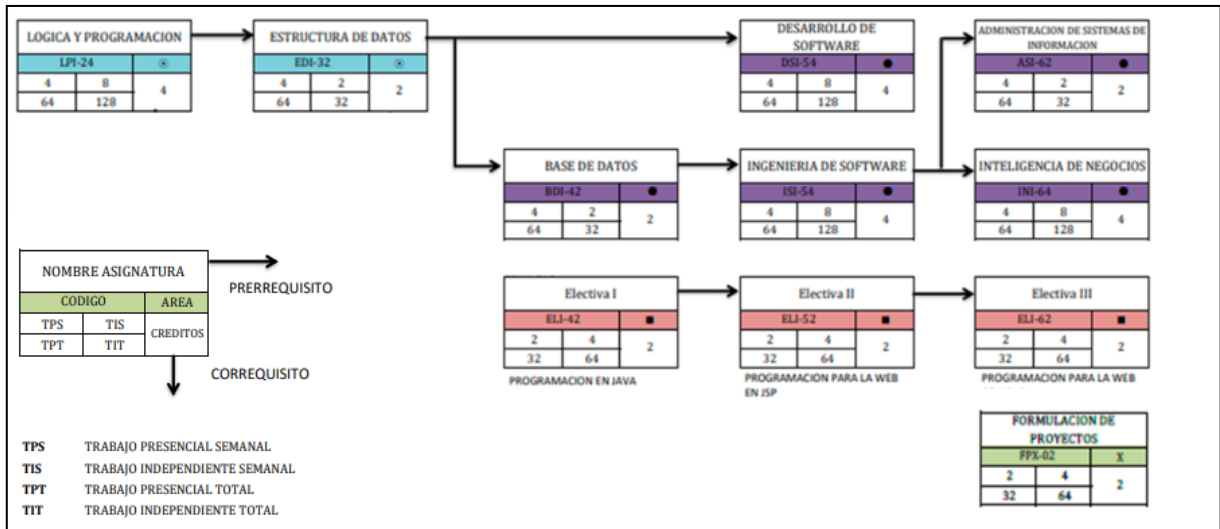 LOGICA Y PROGRAMACION
LPI-24
4 8
4
64 128
ESTRUCTURA DE DATOS
EDI-32
4 2
2
64 32
DESARROLLO DE
SOFTWARE
DSI-54
4 8
4
64 128
ADMINISTRACION DE SISTEMAS DE
INFORMACION
ASI-62
4 2
2
64 32
BASE DE DATOS
BDI-42
4 2
2
64 32
INGENIERIA DE SOFTWARE
ISI-54
4 8
4
64 128
INTELIGENCIA DE NEGOCIOS
INI-64
4 8
4
64 128
NOMBRE ASIGNATURA
CODIGO AREA
TPS TIS
CREDITOS
TPT TIT
PRERREQUISITO
CORREQUISITO
Electiva I
ELI-42
2 4
2
32 64
PROGRAMACION EN JAVA
Electiva II
ELI-52
2 4
2
32 64
PROGRAMACION PARA LA WEB
EN JSP
Electiva III
ELI-62
2 4
2
32 64
PROGRAMACION PARA LA WEB
FORMULACION DE
PROYECTOS
FPX-02 X
2 4
2
32 64
TPS TRABAJO PRESENCIAL SEMANAL
TIS TRABAJO INDEPENDIENTE SEMANAL
TPT TRABAJO PRESENCIAL TOTAL
TIT TRABAJO INDEPENDIENTE TOTAL